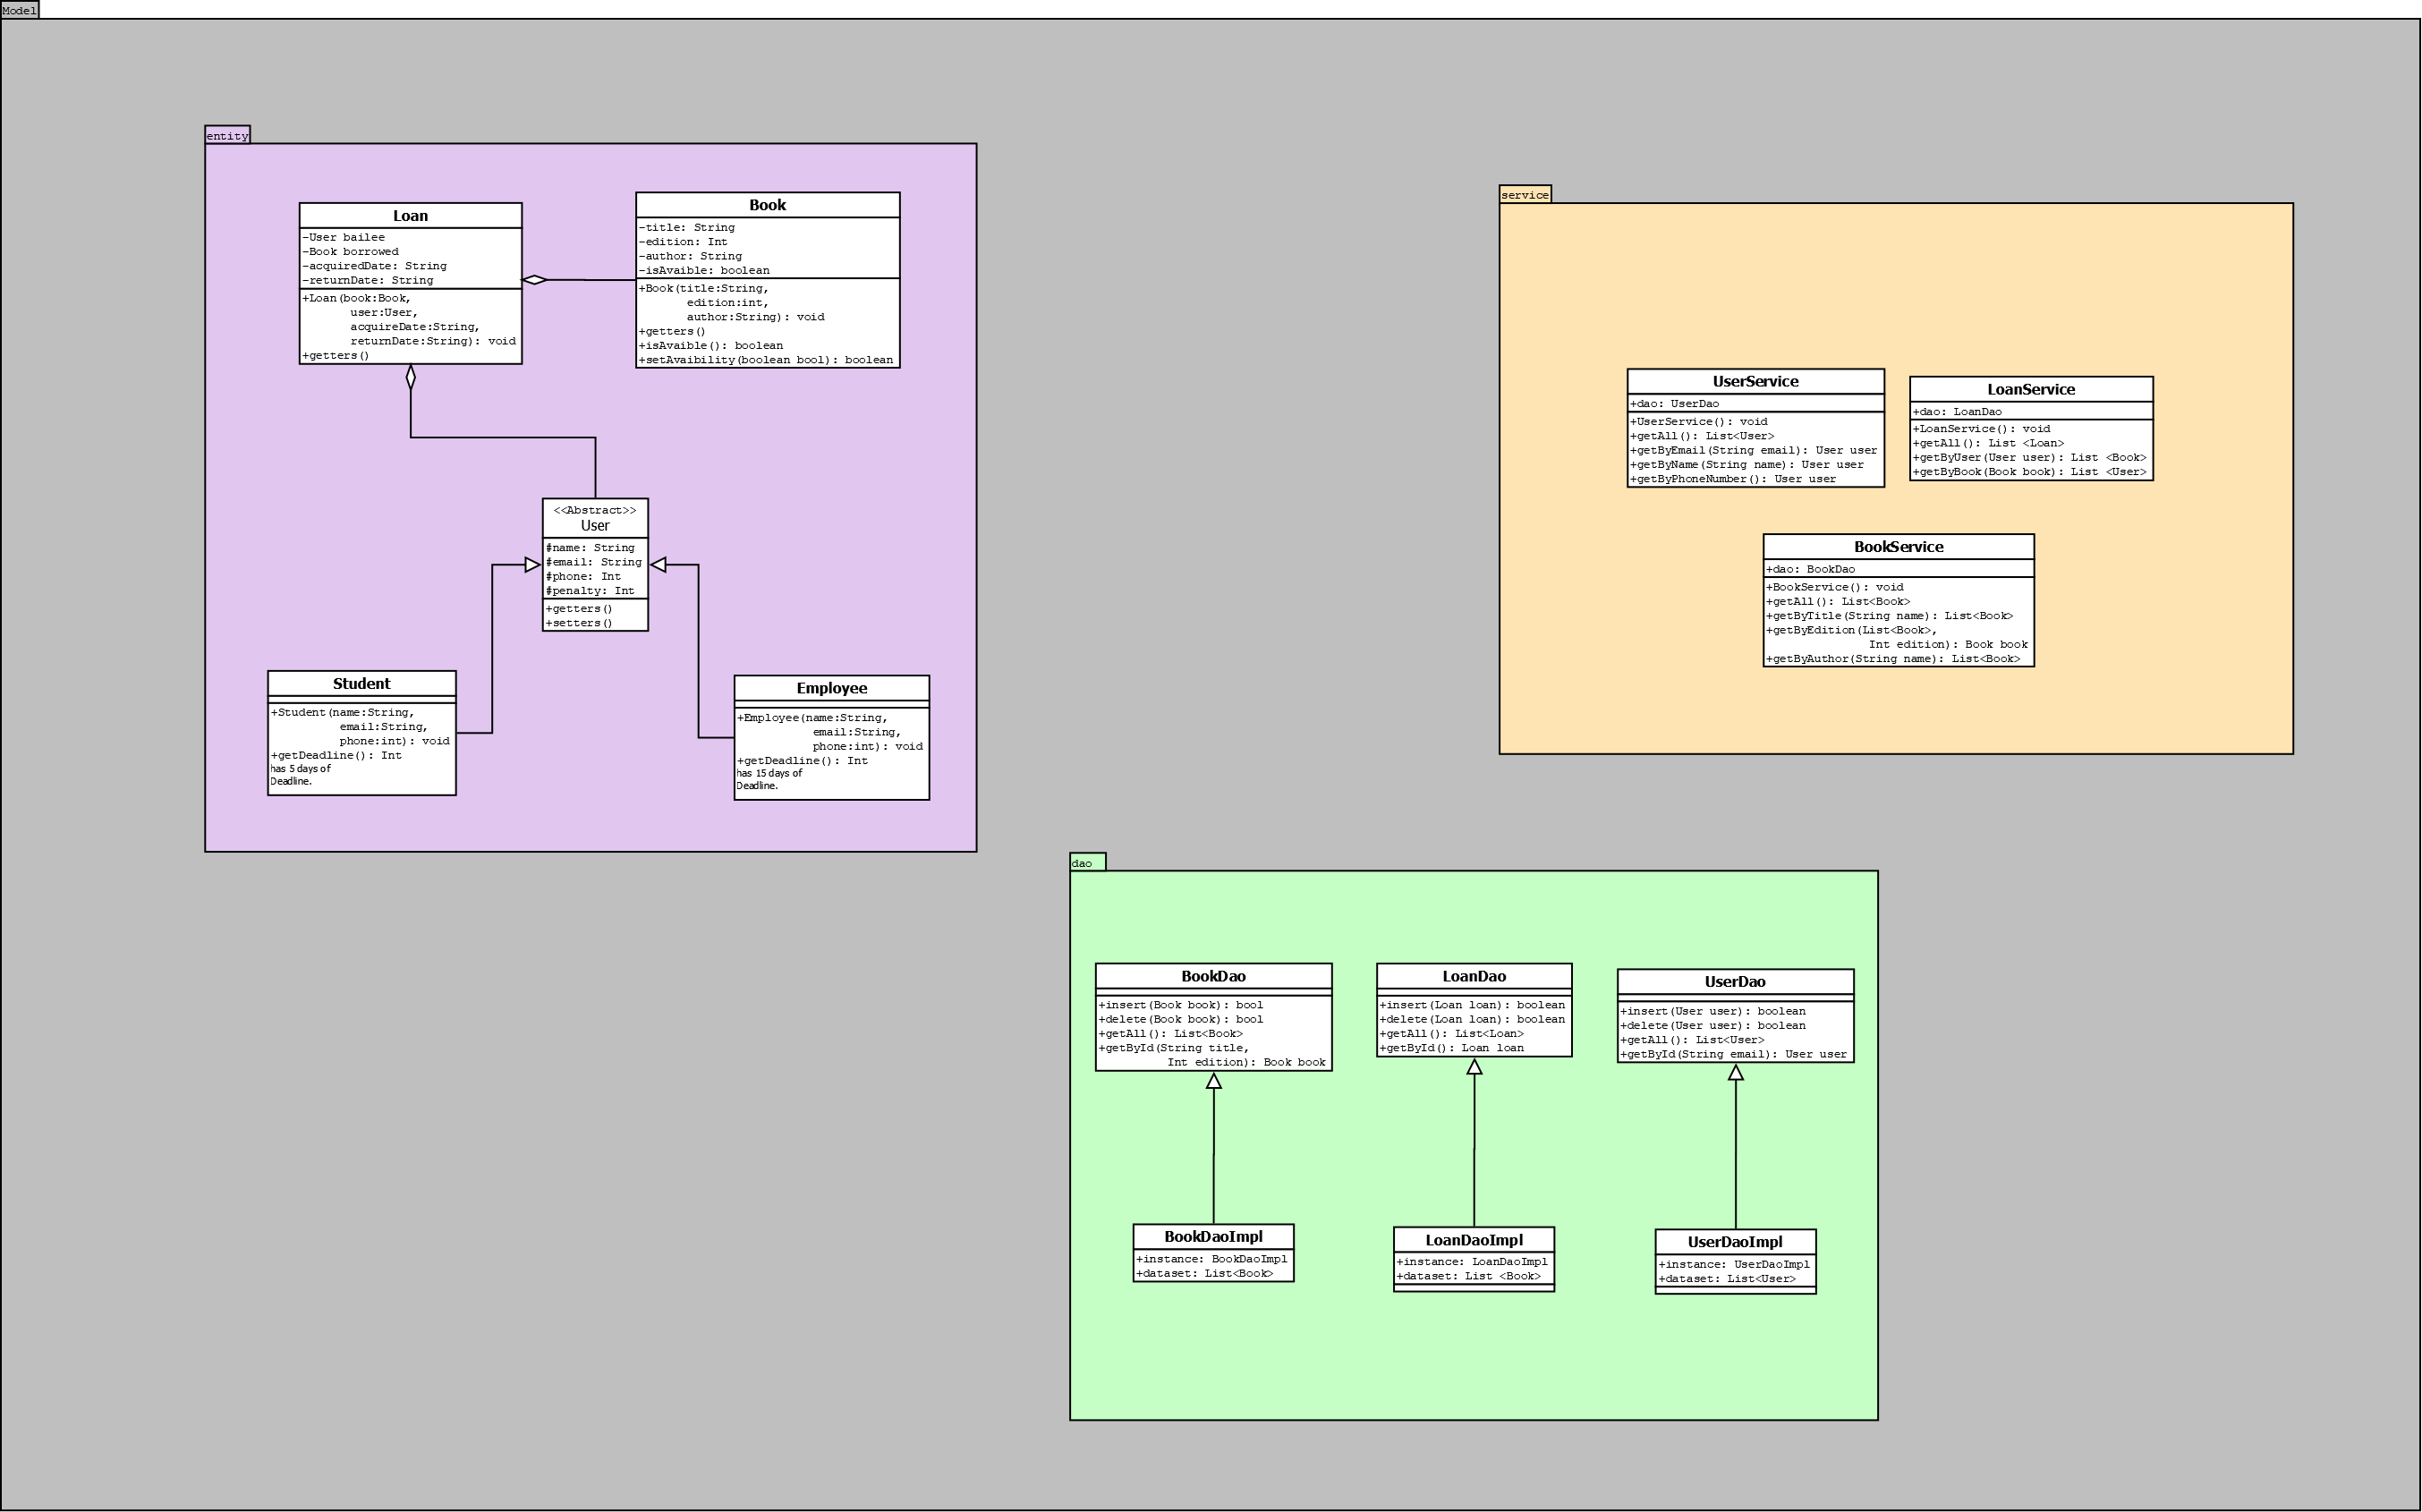 Model
entity
Loan
-User bailee
-Book borrowed
-acquiredDate: String
-returnDate: String
+Loan(book:Book,
user:User,
acquireDate:String,
returnDate:String): void
+getters()
Book
-title: String
-edition: Int
-author: String
-isAvaible: boolean
+Book(title:String,
edition:int,
author:String): void
+getters()
+isAvaible(): boolean
+setAvaibility(boolean bool): boolean
<<Abstract>>
User
#name: String
#email: String
#phone: Int
#penalty: Int
+getters()
+setters()
Student
+Student(name:String,
email:String,
phone:int): void
+getDeadline(): Int
has 5 days of
Deadline.
Employee
+Employee(name:String,
email:String,
phone:int): void
+getDeadline(): Int
has 15 days of
Deadline.
service
UserService
+dao: UserDao
+UserService(): void
+getAll(): List<User>
+getByEmail(String email): User user
+getByName(String name): User user
+getByPhoneNumber(): User user
LoanService
+dao: LoanDao
+LoanService(): void
+getAll(): List <Loan>
+getByUser(User user): List <Book>
+getByBook(Book book): List <User>
BookService
+dao: BookDao
+BookService(): void
+getAll(): List<Book>
+getByTitle(String name): List<Book>
+getByEdition(List<Book>,
Int edition): Book book
+getByAuthor(String name): List<Book>
dao
BookDao
+insert(Book book): bool
+delete(Book book): bool
+getAll(): List<Book>
+getById(String title,
Int edition): Book book
LoanDao
+insert(Loan loan): boolean
+delete(Loan loan): boolean
+getAll(): List<Loan>
+getById(): Loan loan
UserDao
+insert(User user): boolean
+delete(User user): boolean
+getAll(): List<User>
+getById(String email): User user
BookDaoImpl
+instance: BookDaoImpl
+dataset: List<Book>
LoanDaoImpl
+instance: LoanDaoImpl
+dataset: List <Book>
UserDaoImpl
+instance: UserDaoImpl
+dataset: List<User>